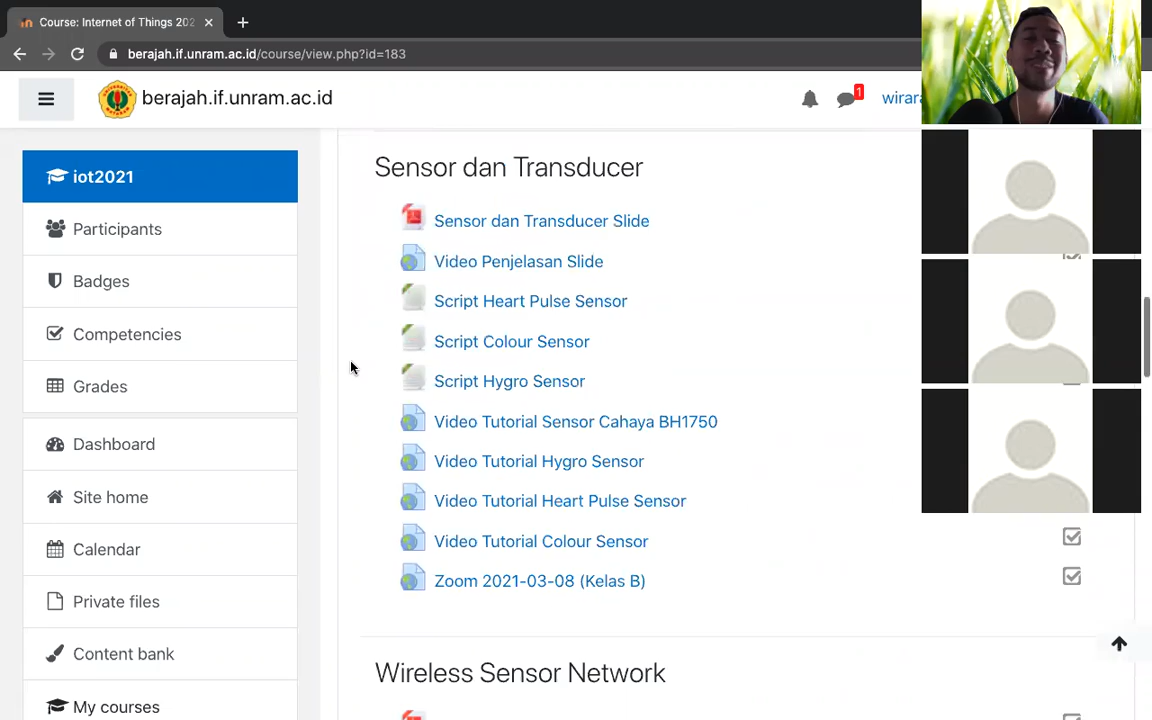 Course: Internet of Things 202
berajah.if.unram.ac.id/course/view.php?id=183
berajah.if.unram.ac.id
1
wirara
iot2021
Participants
Badges
Competencies
Grades
Dashboard
Site home
Calendar
Private files
Content bank
My courses
Sensor dan Transducer
Sensor dan Transducer Slide
Video Penjelasan Slide
Script Heart Pulse Sensor
Script Colour Sensor
Script Hygro Sensor
Video Tutorial Sensor Cahaya BH1750
Video Tutorial Hygro Sensor
Video Tutorial Heart Pulse Sensor
Video Tutorial Colour Sensor
Zoom 2021-03-08 (Kelas B)
Wireless Sensor Network